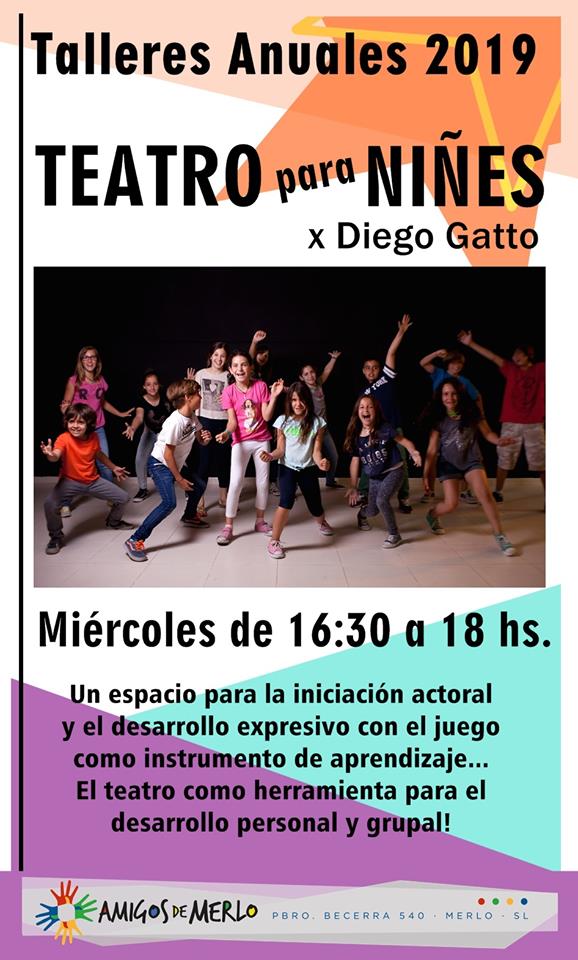 Talleres Anuales 2019
TEATRO para NIÑES
x Diego Gatto
Miércoles de 16:30 a 18 hs.
Un espacio para la iniciación actoral
y el desarrollo expresivo con el juego
como instrumento de aprendizaje...
El teatro como herramienta para el
desarrollo personal y grupal!
AMIGOS DE MERLO PBRO. BECERRA 540 · MERLO · SL